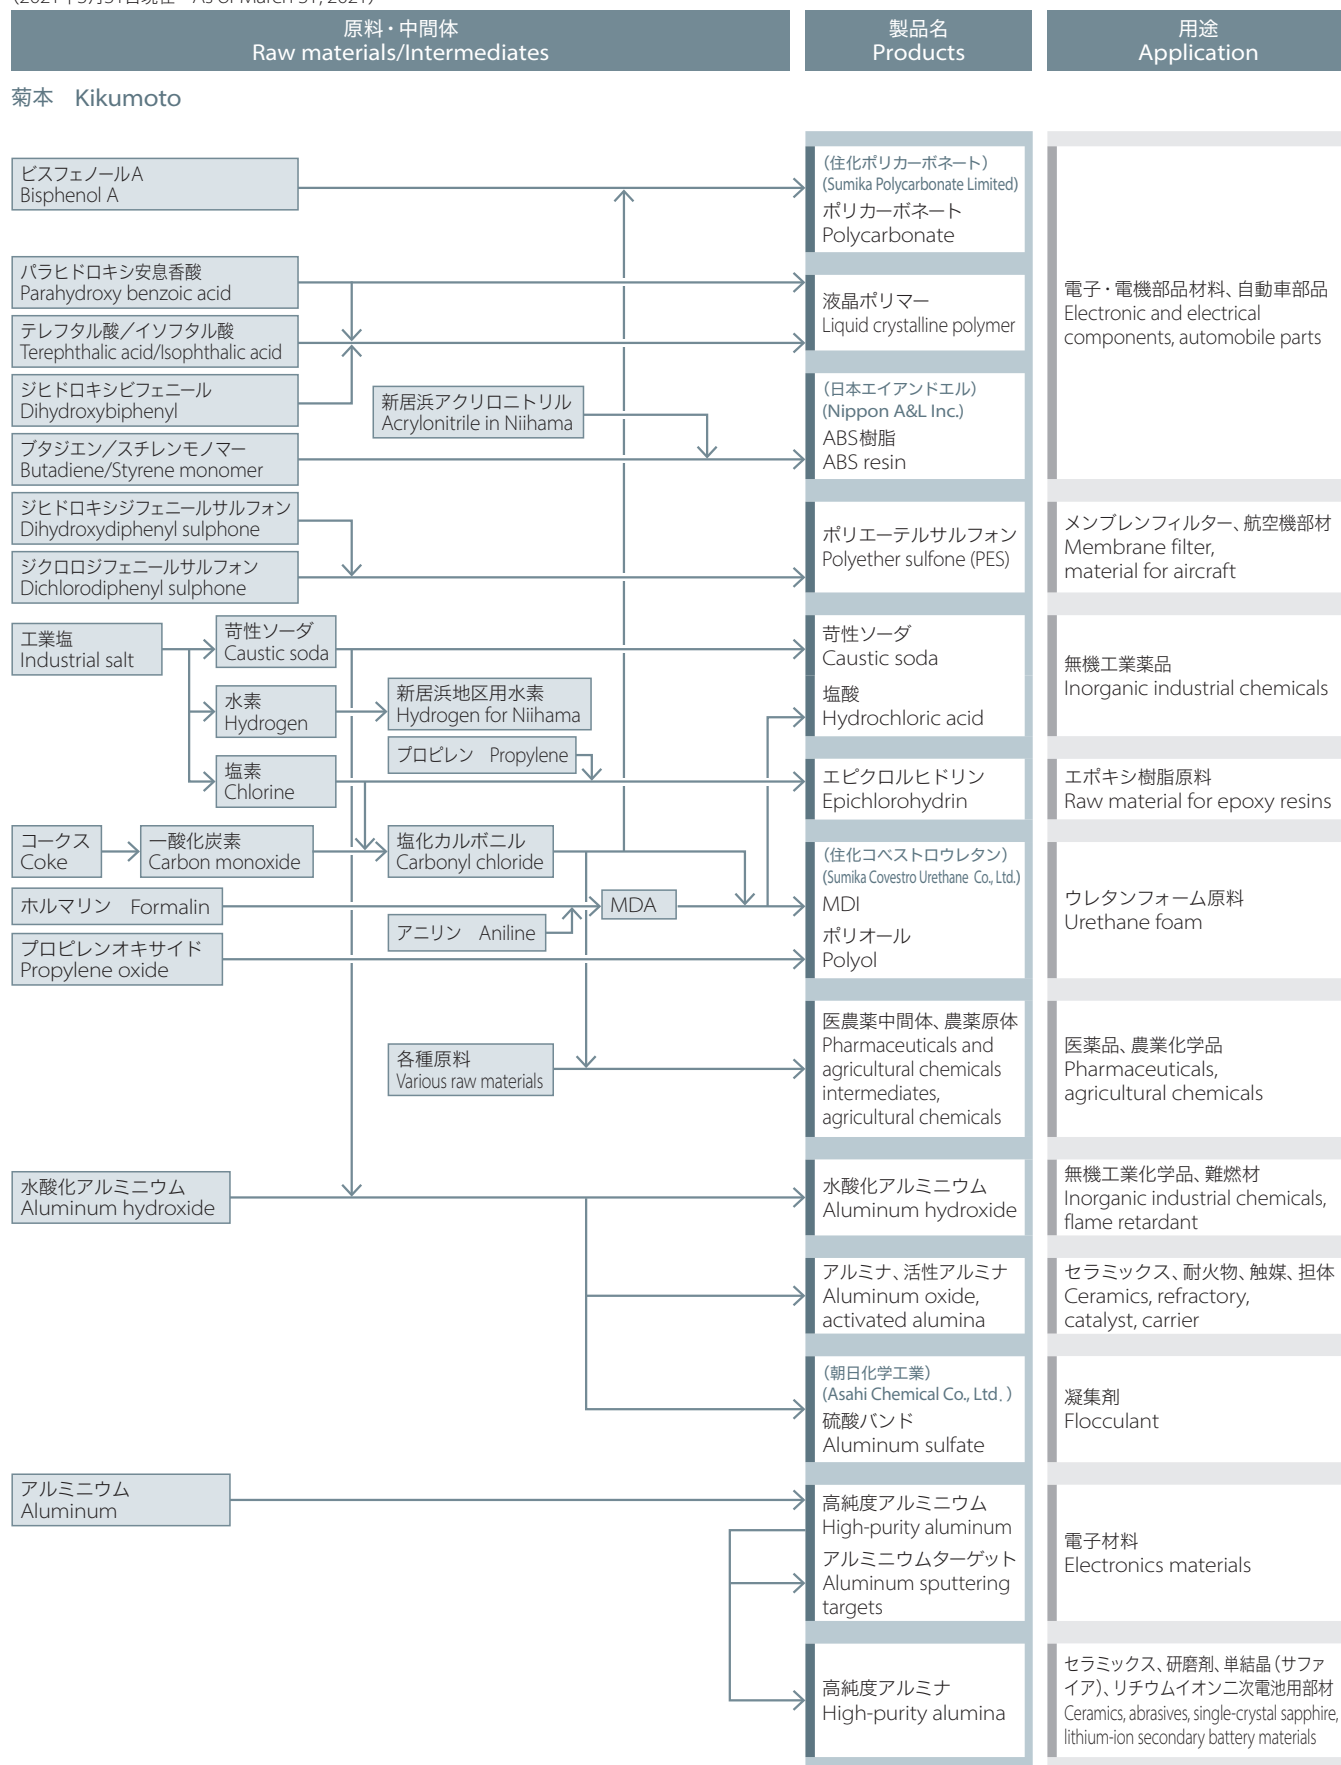 (2021年3月31日現在 As of March 31, 2021)
原料・中間体
Raw materials/Intermediates
製品名
Products
用途
Application
菊本 Kikumoto
ビスフェノールA
Bisphenol A
(住化ポリカーボネート)
(Sumika Polycarbonate Limited)
ポリカーボネート
Polycarbonate
パラヒドロキシ安息香酸
Parahydroxy benzoic acid
テレフタル酸/イソフタル酸
Terephthalic acid/Isophthalic acid
ジヒドロキシビフェニール
Dihydroxybiphenyl
液晶ポリマー
Liquid crystalline polymer
電子・電機部品材料、自動車部品
Electronic and electrical
components, automobile parts
新居浜アクリロニトリル
Acrylonitrile in Niihama
ブタジエン/スチレンモノマー
Butadiene/Styrene monomer
(日本エイアンドエル)
(Nippon A&L Inc.)
ABS樹脂
ABS resin
ジヒドロキシジフェニールサルフォン
Dihydroxydiphenyl sulphone
ジクロロジフェニールサルフォン
Dichlorodiphenyl sulphone
ポリエーテルサルフォン
Polyether sulfone (PES)
メンブレンフィルター、航空機部材
Membrane filter,
material for aircraft
工業塩
Industrial salt
苛性ソーダ
Caustic soda
水素
Hydrogen
新居浜地区用水素
Hydrogen for Niihama
プロピレン Propylene
塩素
Chlorine
苛性ソーダ
Caustic soda
塩酸
Hydrochloric acid
無機工業薬品
Inorganic industrial chemicals
エピクロルヒドリン
Epichlorohydrin
エポキシ樹脂原料
Raw material for epoxy resins
コークス
Coke
一酸化炭素
Carbon monoxide
塩化カルボニル
Carbonyl chloride
ホルマリン Formalin
MDA
アニリン Aniline
プロピレンオキサイド
Propylene oxide
(住化コベストロウレタン)
(Sumika Covestro Urethane Co., Ltd.)
MDI
ポリオール
Polyol
ウレタンフォーム原料
Urethane foam
各種原料
Various raw materials
医農薬中間体、農薬原体
Pharmaceuticals and
agricultural chemicals
intermediates,
agricultural chemicals
医薬品、農業化学品
Pharmaceuticals,
agricultural chemicals
水酸化アルミニウム
Aluminum hydroxide
水酸化アルミニウム
Aluminum hydroxide
無機工業化学品、難燃材
Inorganic industrial chemicals,
flame retardant
アルミナ、活性アルミナ
Aluminum oxide,
activated alumina
セラミックス、耐火物、触媒、担体
Ceramics, refractory,
catalyst, carrier
(朝日化学工業)
(Asahi Chemical Co., Ltd.)
硫酸バンド
Aluminum sulfate
凝集剤
Flocculant
アルミニウム
Aluminum
高純度アルミニウム
High-purity aluminum
アルミニウムターゲット
Aluminum sputtering
targets
電子材料
Electronics materials
高純度アルミナ
High-purity alumina
セラミックス、研磨剤、単結晶(サファ
イア)、リチウムイオン二次電池用部材
Ceramics, abrasives, single-crystal sapphire,
lithium-ion secondary battery materials